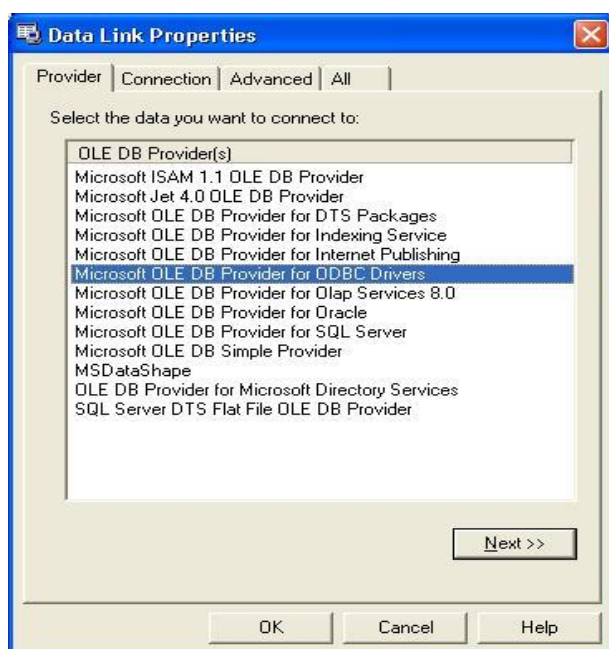 Data Link Properties
Provider Connection Advanced All
Select the data you want to connect to:
OLE DB Provider(s)
Microsoft ISAM 1.1 OLE DB Provider
Microsoft Jet 4.0 OLE DB Provider
Microsoft OLE DB Provider for DTS Packages
Microsoft OLE DB Provider for Indexing Service
Microsoft OLE DB Provider for Internet Publishing
Microsoft OLE DB Provider for ODBC Drivers
Microsoft OLE DB Provider for Olap Services 8.0
Microsoft OLE DB Provider for Oracle
Microsoft OLE DB Provider for SQL Server
Microsoft OLE DB Simple Provider
MSDataShape
OLE DB Provider for Microsoft Directory Services
SQL Server DTS Flat File OLE DB Provider
Next >>
OK Cancel Help